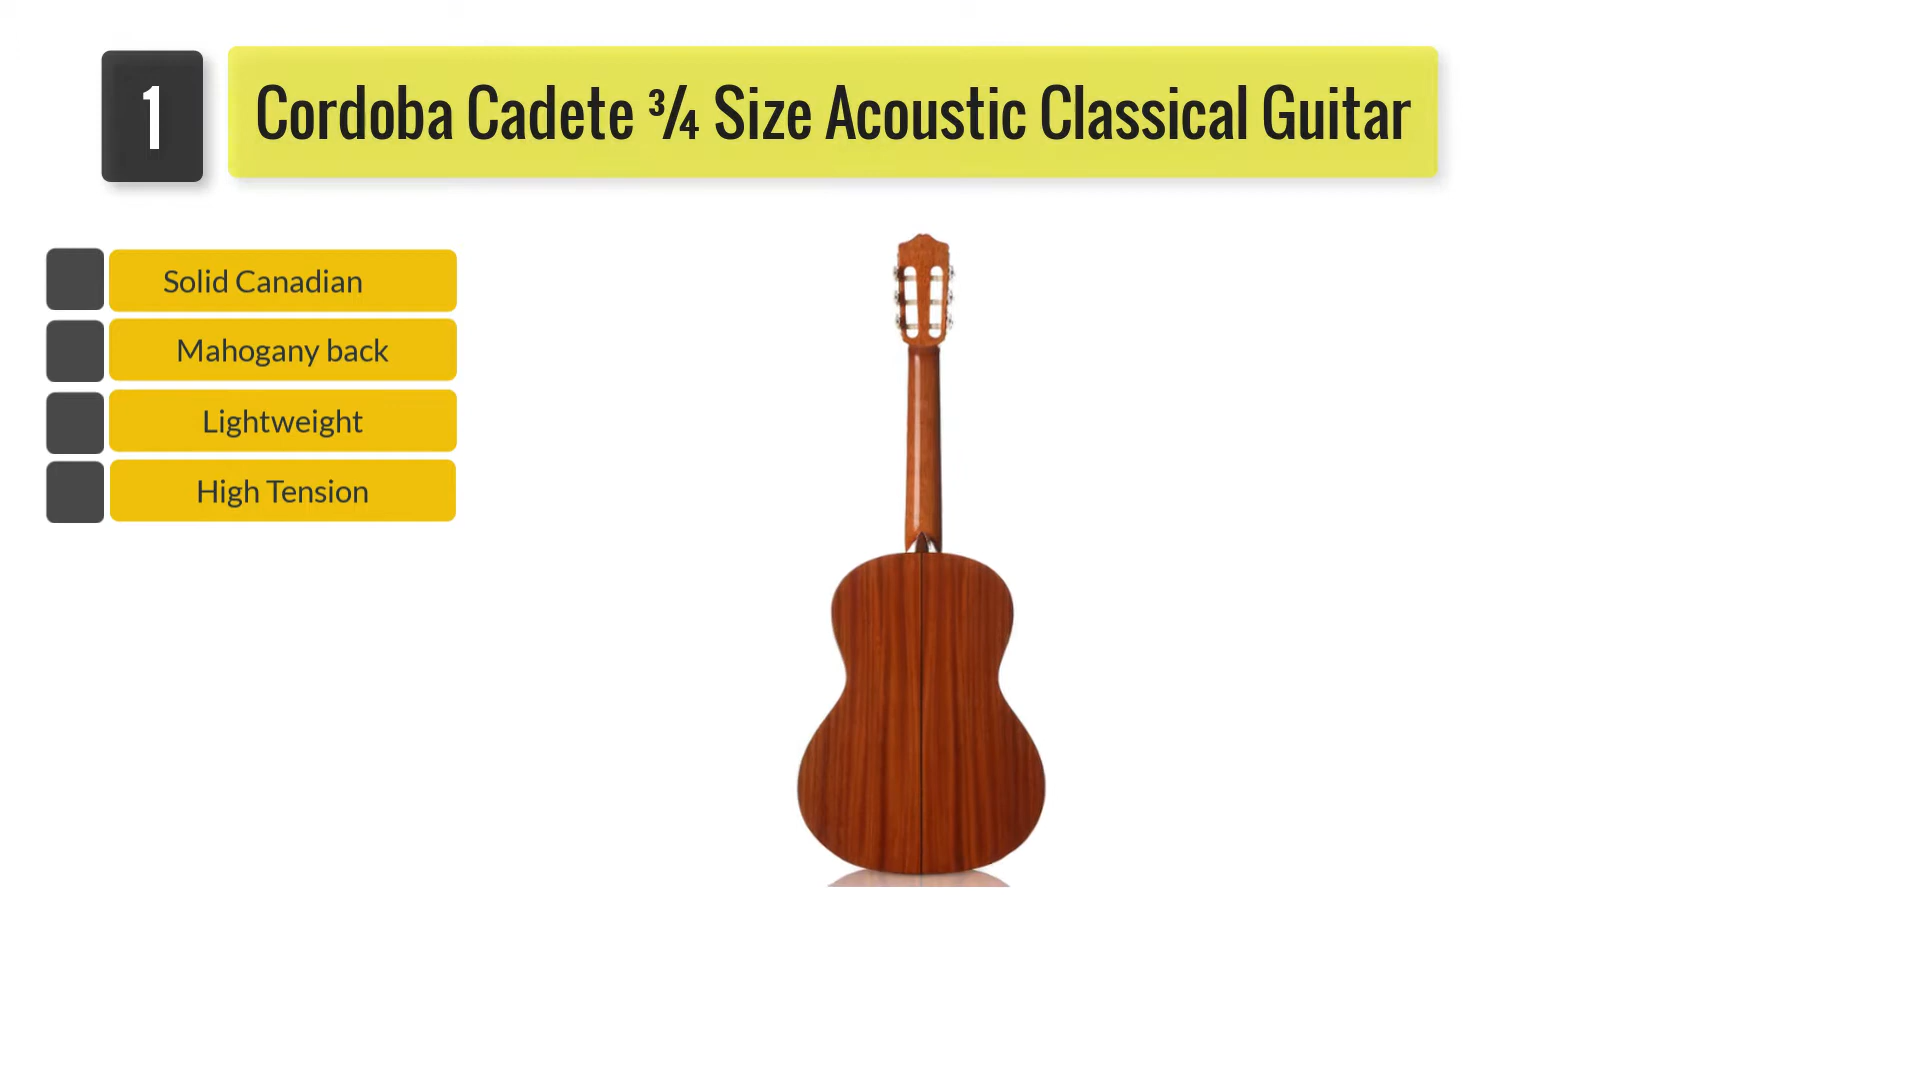 1
Cordoba Cadete ¾ Size Acoustic Classical Guitar
Solid Canadian
Mahogany back
Lightweight
High Tension